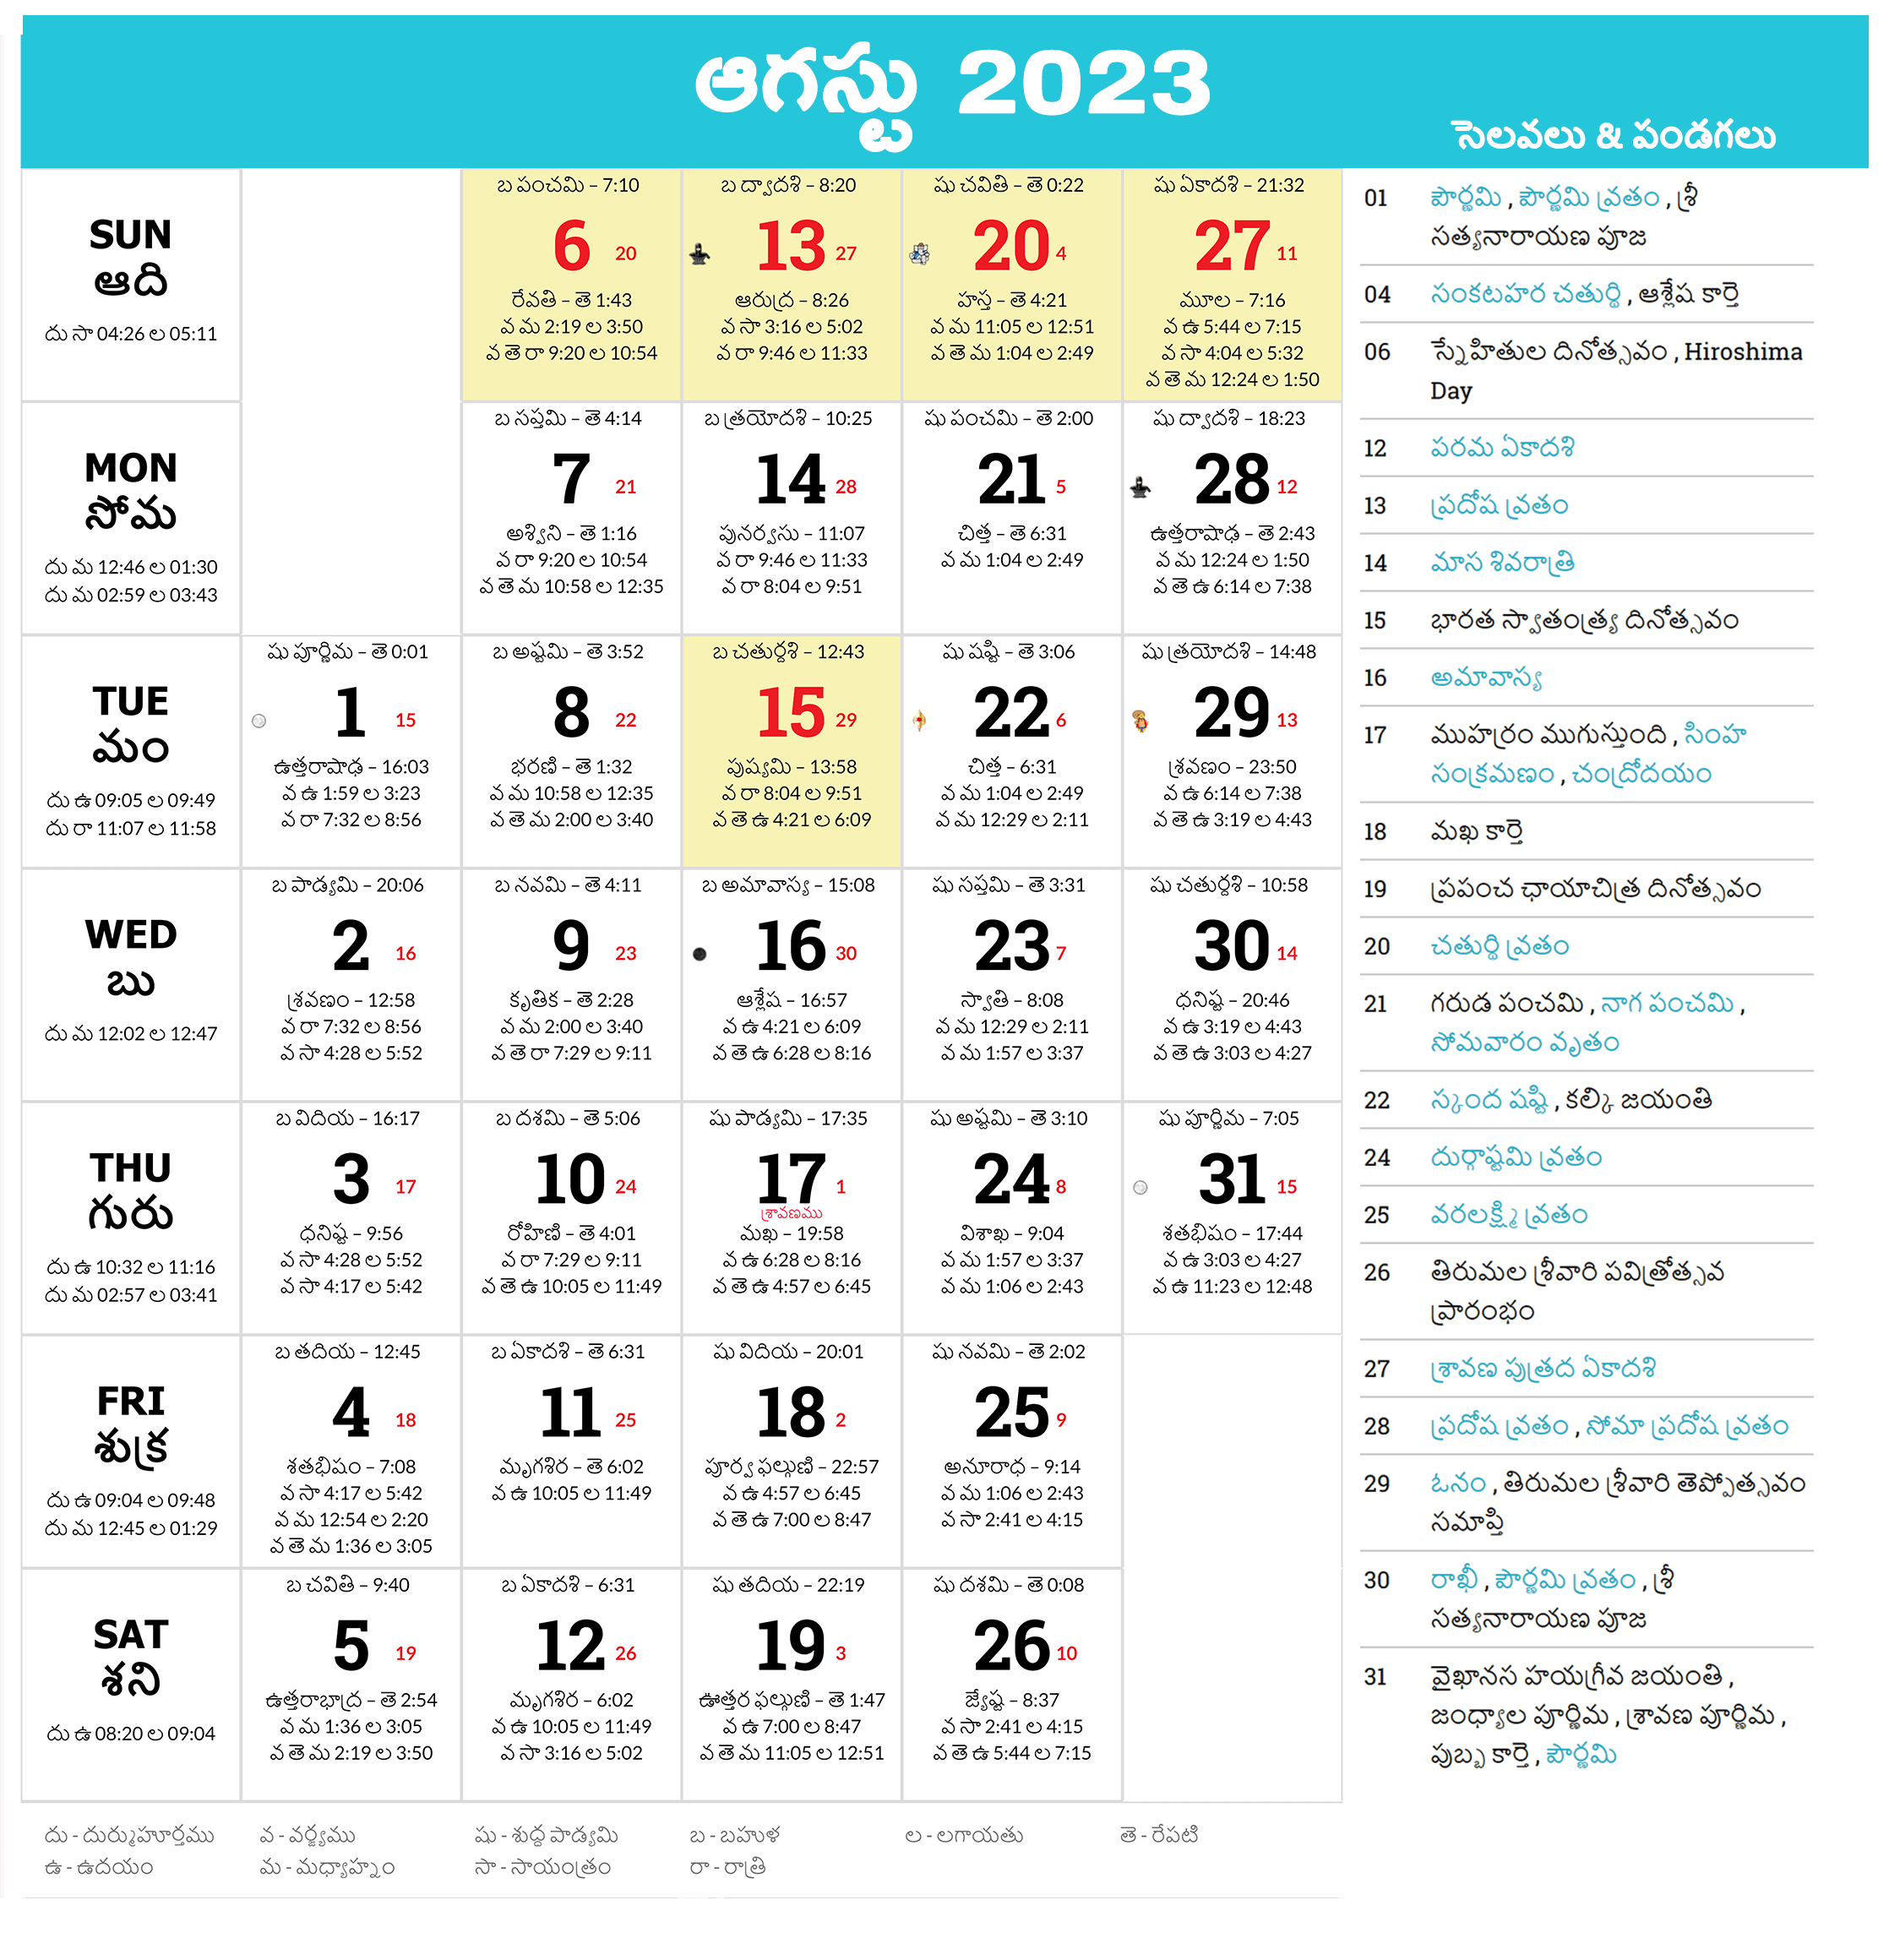 ఆగస్టు 2023
సెలవలు & పండగలు
SUN
ఆది
దు సా 04:26 ల 05:11
బ పంచమి – 7:10
6 20
రేవతి – తె 1:43
వ మ 2:19 ల 3:50
వ తె రా 9:20 ల 10:54
బ ద్వాదశి – 8:20
13 27
ఆరుద్ర – 8:26
వ సా 3:16 ల 5:02
వ రా 9:46 ల 11:33
షు చవితి – తె 0:22
20 4
హస్త – తె 4:21
వ మ 11:05 ల 12:51
వ తె మ 1:04 ల 2:49
షు ఏకాదశి – 21:32
27 11
మూల – 7:16
వ ఉ 5:44 ల 7:15
వ సా 4:04 ల 5:32
వ తె మ 12:24 ల 1:50
MON
సోమ
దు మ 12:46 ల 01:30
దు మ 02:59 ల 03:43
బ సప్తమి – తె 4:14
7 21
అశ్విని – తె 1:16
వ రా 9:20 ల 10:54
వ తె మ 10:58 ల 12:35
బ త్రయోదశి – 10:25
14 28
పునర్వసు – 11:07
వ రా 9:46 ల 11:33
వ రా 8:04 ల 9:51
షు పంచమి – తె 2:00
21 5
చిత్త – తె 6:31
వ మ 1:04 ల 2:49
షు ద్వాదశి – 18:23
28 12
ఉత్తరాషాఢ – తె 2:43
వ మ 12:24 ల 1:50
వ తె ఉ 6:14 ల 7:38
TUE
మం
దు ఉ 09:05 ల 09:49
దు రా 11:07 ల 11:58
షు పూర్ణిమ – తె 0:01
1 15
ఉత్తరాషాఢ – 16:03
వ ఉ 1:59 ల 3:23
వ రా 7:32 ల 8:56
బ అష్టమి – తె 3:52
8 22
భరణి – తె 1:32
వ మ 10:58 ల 12:35
వ తె మ 2:00 ల 3:40
బ చతుర్దశి – 12:43
15 29
పుష్యమి – 13:58
వ రా 8:04 ల 9:51
వ తె ఉ 4:21 ల 6:09
షు షష్టి – తె 3:06
22 6
చిత్త – 6:31
వ మ 1:04 ల 2:49
వ మ 12:29 ల 2:11
షు త్రయోదశి – 14:48
29 13
శ్రవణం – 23:50
వ ఉ 6:14 ల 7:38
వ తె ఉ 3:19 ల 4:43
WED
బు
దు మ 12:02 ల 12:47
బ పాడ్యమి – 20:06
2 16
శ్రవణం – 12:58
వ రా 7:32 ల 8:56
వ సా 4:28 ల 5:52
బ నవమి – తె 4:11
9 23
కృతిక – తె 2:28
వ మ 2:00 ల 3:40
వ తె రా 7:29 ల 9:11
బ అమావాస్య – 15:08
16 30
ఆశ్లేష – 16:57
వ ఉ 4:21 ల 6:09
వ తె ఉ 6:28 ల 8:16
షు సప్తమి – తె 3:31
23 7
స్వాతి – 8:08
వ మ 12:29 ల 2:11
వ మ 1:57 ల 3:37
షు చతుర్దశి – 10:58
30 14
ధనిష్ట – 20:46
వ ఉ 3:19 ల 4:43
వ తె ఉ 3:03 ల 4:27
THU
గురు
దు ఉ 10:32 ల 11:16
దు మ 02:57 ల 03:41
బ విదియ – 16:17
3 17
ధనిష్ట – 9:56
వ సా 4:28 ల 5:52
వ సా 4:17 ల 5:42
బ దశమి – తె 5:06
10 24
రోహిణి – తె 4:01
వ రా 7:29 ల 9:11
వ తె ఉ 10:05 ల 11:49
షు పాడ్యమి – 17:35
17 1
శ్రావణము
మఖ – 19:58
వ ఉ 6:28 ల 8:16
వ తె ఉ 4:57 ల 6:45
షు అష్టమి – తె 3:10
24 8
విశాఖ – 9:04
వ మ 1:57 ల 3:37
వ మ 1:06 ల 2:43
షు పూర్ణిమ – 7:05
31 15
శతభిషం – 17:44
వ ఉ 3:03 ల 4:27
వ ఉ 11:23 ల 12:48
FRI
శుక్ర
దు ఉ 09:04 ల 09:48
దు మ 12:45 ల 01:29
బ తదియ – 12:45
4 18
శతభిషం – 7:08
వ సా 4:17 ల 5:42
వ మ 12:54 ల 2:20
వ తె మ 1:36 ల 3:05
బ ఏకాదశి – తె 6:31
11 25
మృగశిర – తె 6:02
వ ఉ 10:05 ల 11:49
షు విదియ – 20:01
18 2
పూర్వ ఫల్గుణి – 22:57
వ ఉ 4:57 ల 6:45
వ తె ఉ 7:00 ల 8:47
షు నవమి – తె 2:02
25 9
అనూరాధ – 9:14
వ మ 1:06 ల 2:43
వ సా 2:41 ల 4:15
SAT
శని
దు ఉ 08:20 ల 09:04
బ చవితి – 9:40
5 19
ఉత్తరాభాద్ర – తె 2:54
వ మ 1:36 ల 3:05
వ తె మ 2:19 ల 3:50
బ ఏకాదశి – 6:31
12 26
మృగశిర – 6:02
వ ఉ 10:05 ల 11:49
వ సా 3:16 ల 5:02
షు తదియ – 22:19
19 3
ఊత్తర ఫల్గుణి – తె 1:47
వ ఉ 7:00 ల 8:47
వ తె మ 11:05 ల 12:51
షు దశమి – తె 0:08
26 10
జ్యేష్ట – 8:37
వ సా 2:41 ల 4:15
వ తె ఉ 5:44 ల 7:15
దు - దుర్ముహూర్తము వ - వర్జ్యము షు - శుద్ద పాడ్యమి బ - బహుళ ల - లగాయతు తె - రేపటి
ఉ - ఉదయం మ - మధ్యాహ్నం సా - సాయంత్రం రా - రాత్రి
01 పౌర్ణమి , పౌర్ణమి వ్రతం , శ్రీ
సత్యనారాయణ పూజ
04 సంకటహర చతుర్థి , ఆశ్లేష కార్తె
06 స్నేహితుల దినోత్సవం , Hiroshima
Day
12 పరమ ఏకాదశి
13 ప్రదోష వ్రతం
14 మాస శివరాత్రి
15 భారత స్వాతంత్ర్య దినోత్సవం
16 అమావాస్య
17 ముహర్రం ముగుస్తుంది , సింహ
సంక్రమణం , చంద్రోదయం
18 మఖ కార్తె
19 ప్రపంచ ఛాయాచిత్ర దినోత్సవం
20 చతుర్థి వ్రతం
21 గరుడ పంచమి , నాగ పంచమి ,
సోమవారం వృతం
22 స్కంద షష్టి , కల్కి జయంతి
24 దుర్గాష్టమి వ్రతం
25 వరలక్ష్మి వ్రతం
26 తిరుమల శ్రీవారి పవిత్రోత్సవ
ప్రారంభం
27 శ్రావణ పుత్రద ఏకాదశి
28 ప్రదోష వ్రతం , సోమా ప్రదోష వ్రతం
29 ఓనం , తిరుమల శ్రీవారి తెప్పోత్సవం
సమాప్తి
30 రాఖీ , పౌర్ణమి వ్రతం , శ్రీ
సత్యనారాయణ పూజ
31 వైఖానస హయగ్రీవ జయంతి ,
జంధ్యాల పూర్ణిమ , శ్రావణ పూర్ణిమ ,
పుబ్బ కార్తె , పౌర్ణమి